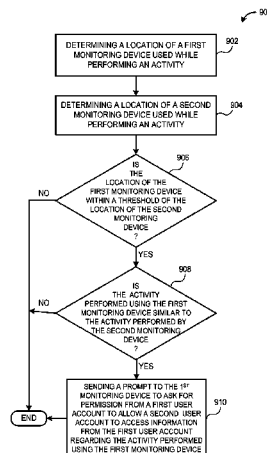 90
DETERMINING A LOCATION OF A FIRST
MONITORING DEVICE USED WHILE
PERFORMING AN ACTIVITY
902
DETERMINING A LOCATION OF A SECOND
MONITORING DEVICE USED WHILE
PERFORMING AN ACTIVITY
904
IS
THE
LOCATION OF THE
FIRST MONITORING DEVICE
WITHIN A THRESHOLD OF THE
LOCATION OF THE SECOND
MONITORING
DEVICE
?
906
NO
YES
IS
THE ACTIVITY
PERFORMED USING THE FIRST
MONITORING DEVICE SIMILAR TO
THE ACTIVITY PERFORMED BY
THE SECOND MONITORING
DEVICE
?
908
NO
YES
SENDING A PROMPT TO THE 1ST
MONITORING DEVICE TO ASK FOR
PERMISSION FROM A FIRST USER
ACCOUNT TO ALLOW A SECOND USER
ACCOUNT TO ACCESS INFORMATION
FROM THE FIRST USER ACCOUNT
REGARDING THE ACTIVITY PERFORMED
USING THE FIRST MONITORING DEVICE
910
END